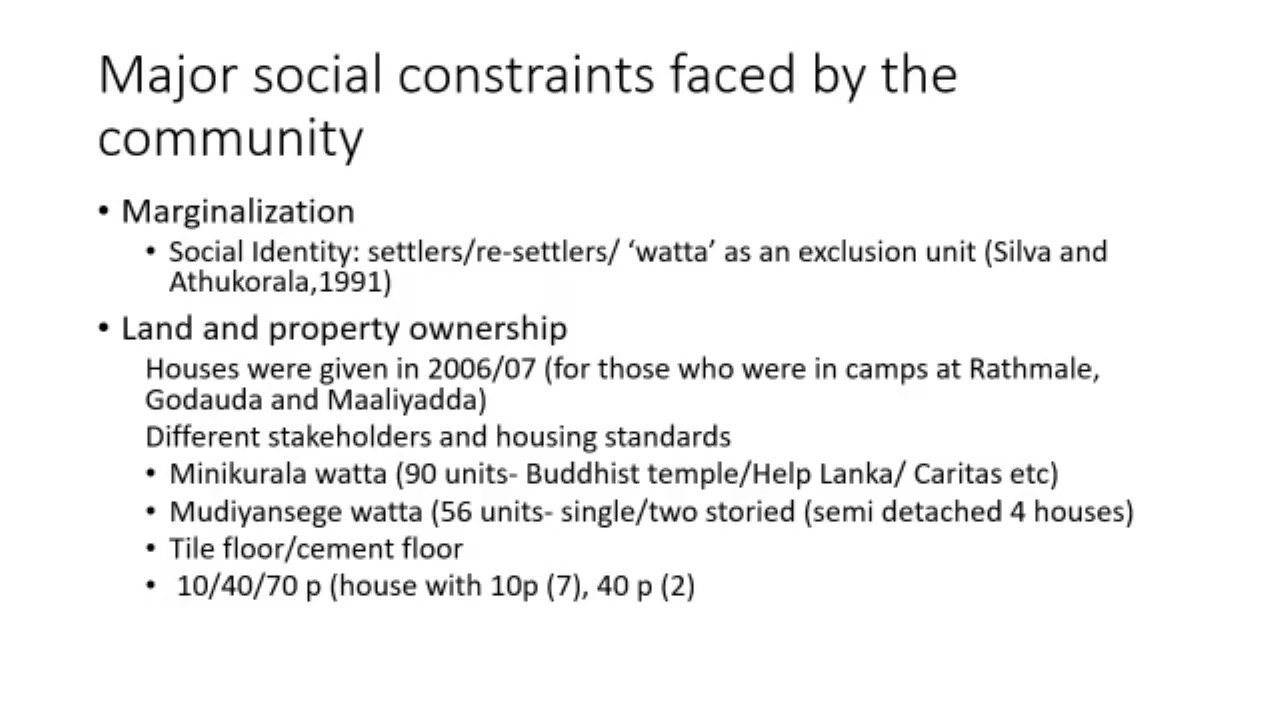 Major social constraints faced by the
community
• Marginalization
• Social Identity: settlers/re-settlers/ ‘watta’ as an exclusion unit (Silva and
Athukorala,1991)
• Land and property ownership
Houses were given in 2006/07 (for those who were in camps at Rathmale,
Godauda and Maaliyadda)
Different stakeholders and housing standards
• Minikurala watta (90 units- Buddhist temple/Help Lanka/ Caritas etc)
• Mudiyansege watta (56 units- single/two storied (semi detached 4 houses)
• Tile floor/cement floor
• 10/40/70 p (house with 10p (7), 40 p (2)